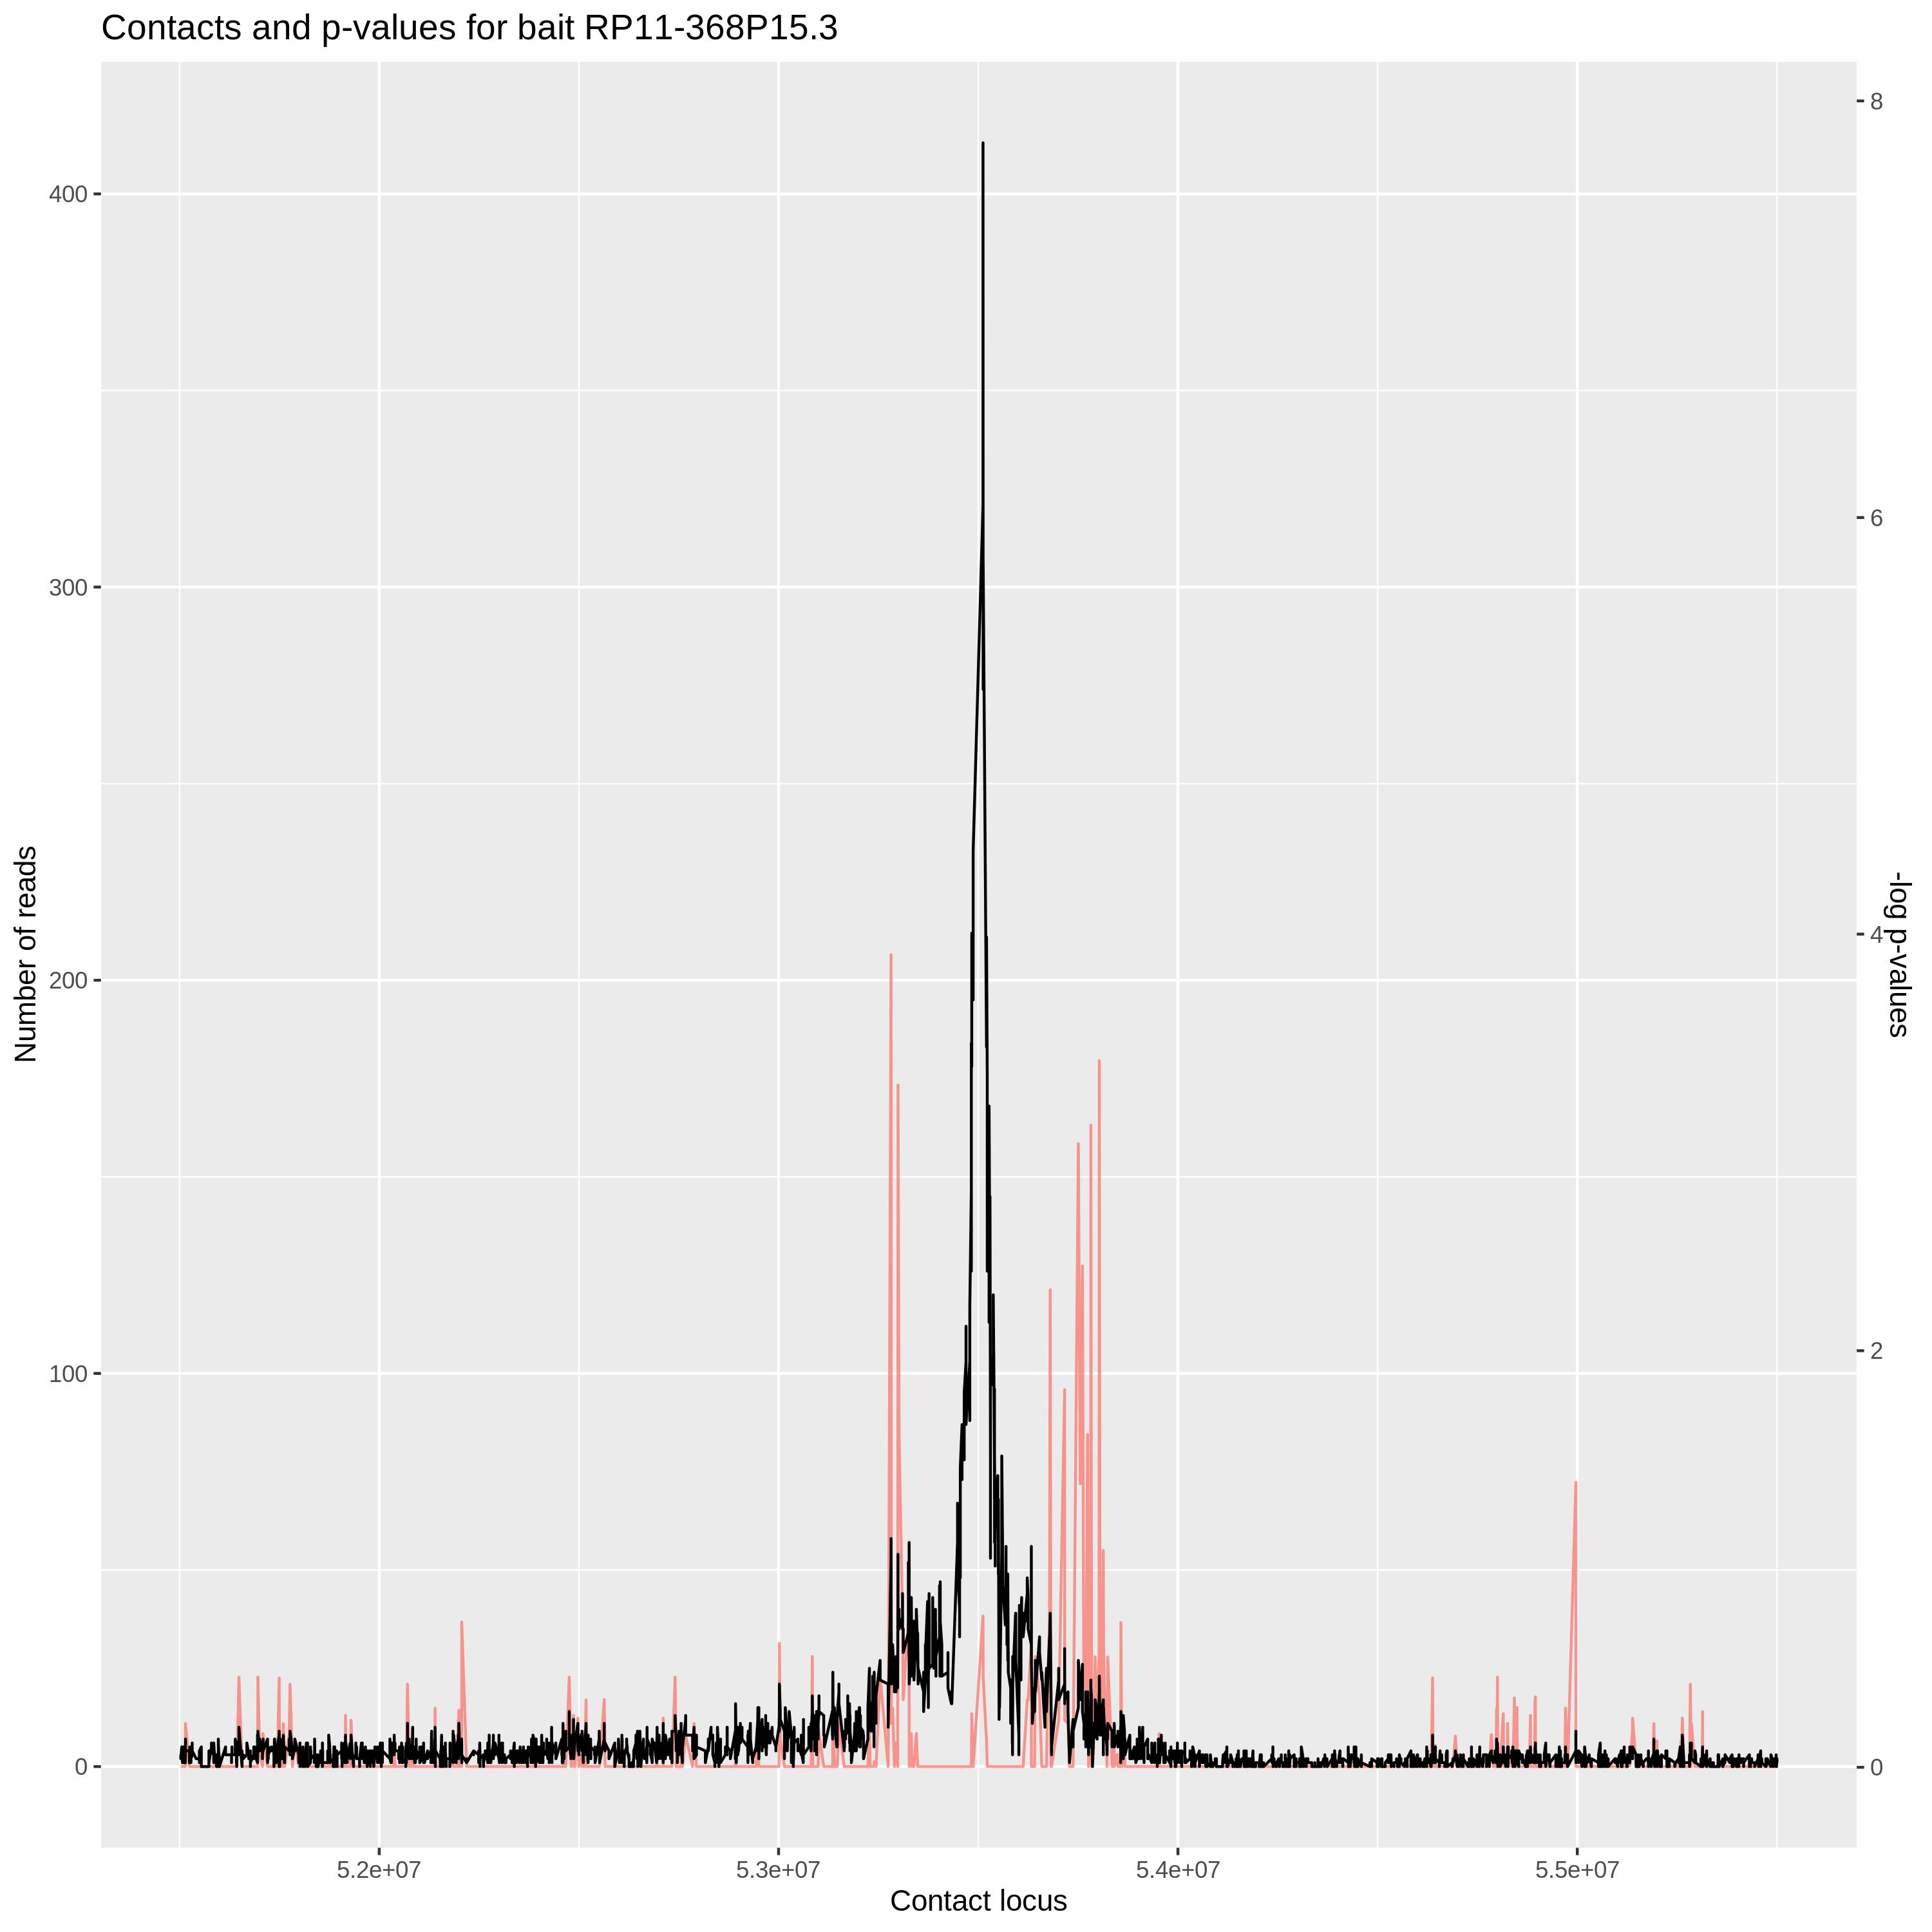 Contacts and p-values for bait RP11-368P15.3
400
300
200
100
0
Number of reads
8
6
4
2
0
-log p-values
5.2e+07
5.3e+07
5.4e+07
5.5e+07
Contact locus